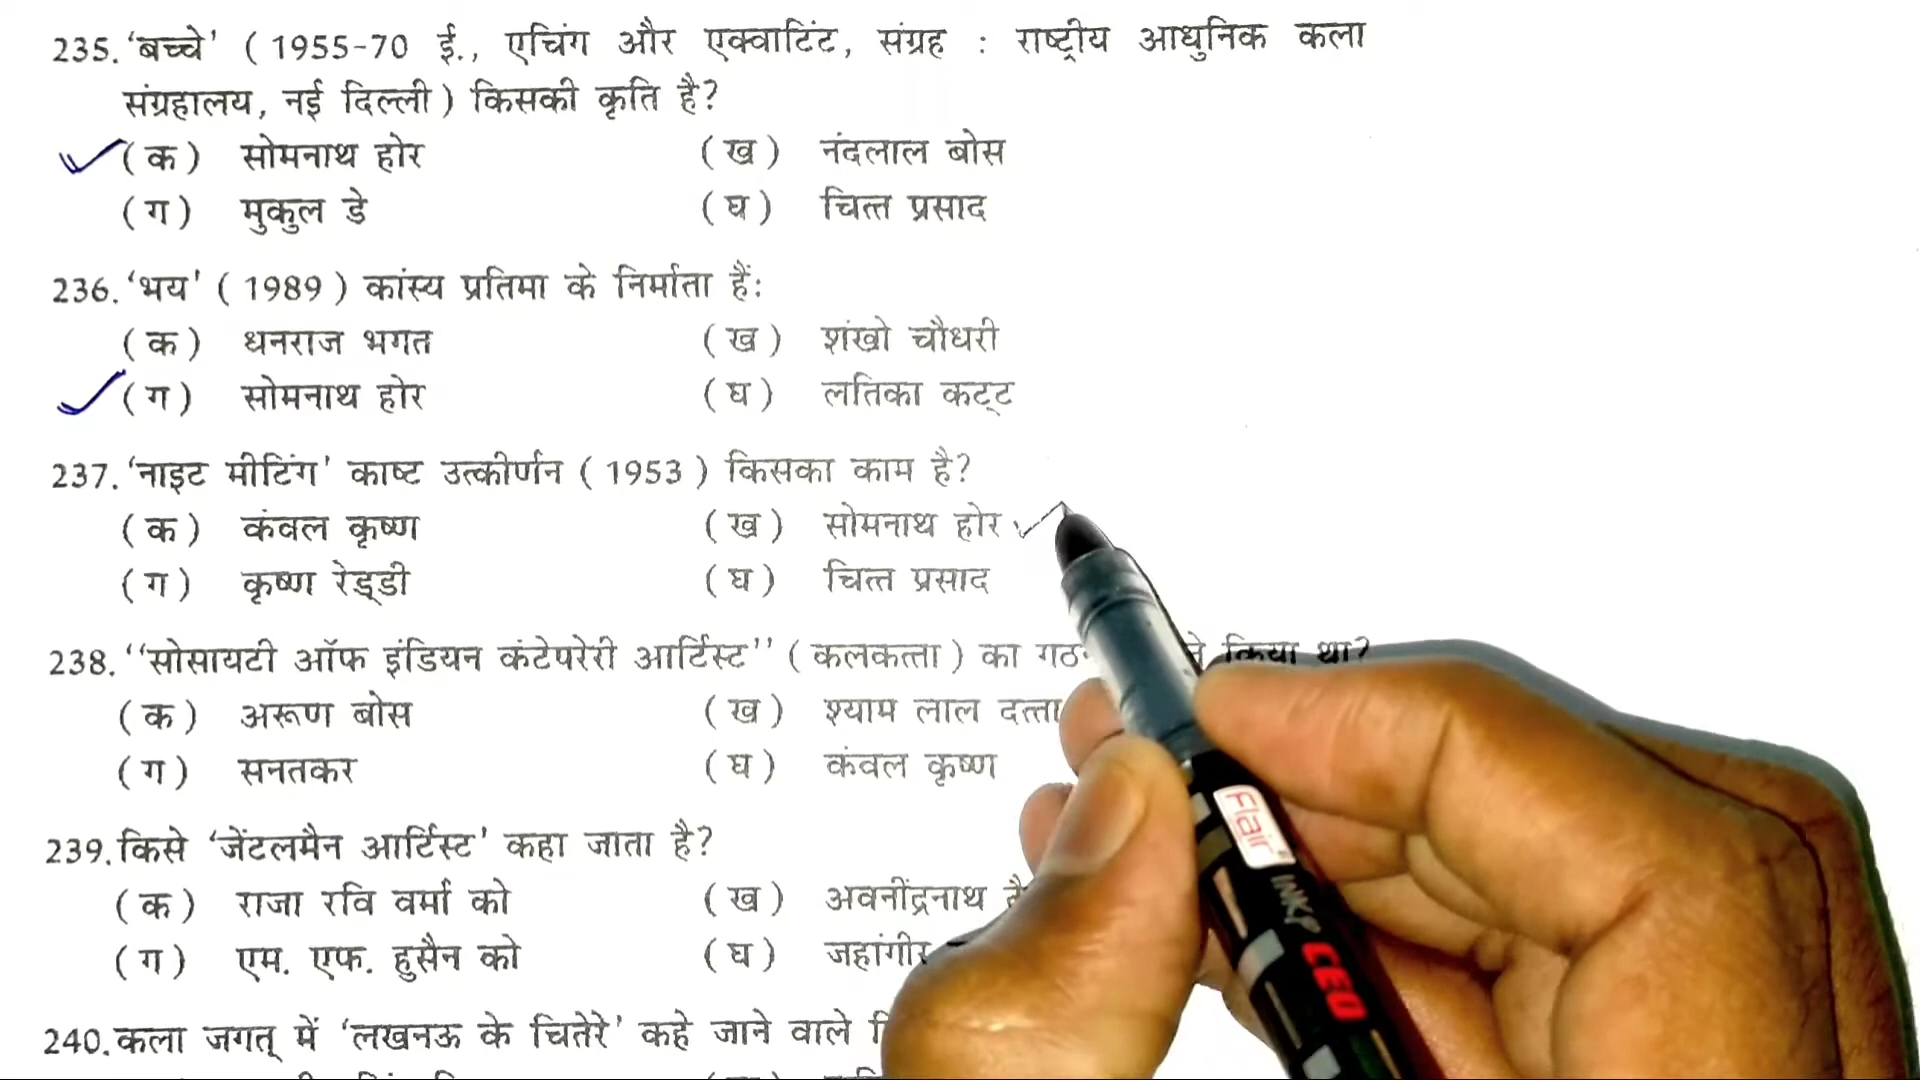 235. ‘बच्चे’ ( 1955-70 ई., एचिंग और एक्वाटिंट, संग्रह : राष्ट्रीय आधुनिक कला
संग्रहालय, नई दिल्ली ) किसकी कृति है?
( क ) सोमनाथ होर ( ख ) नंदलाल बोस
( ग ) मुकुल डे ( घ ) चित्त प्रसाद
236. ‘भय’ ( 1989 ) कांस्य प्रतिमा के निर्माता हैं:
( क ) धनराज भगत ( ख ) शंखो चौधरी
( ग ) सोमनाथ होर ( घ ) लतिका कट्ट
237. ‘नाइट मीटिंग’ काष्ट उत्कीर्णन ( 1953 ) किसका काम है?
( क ) कंवल कृष्ण ( ख ) सोमनाथ होर
( ग ) कृष्ण रेड्डी ( घ ) चित्त प्रसाद
238. ‘‘सोसायटी ऑफ इंडियन कंटेपरेरी आर्टिस्ट’’ ( कलकत्ता ) का किया था?
( क ) अरूण बोस ( ख ) श्याम लाल दत्ता
( ग ) सनतकर ( घ ) कंवल कृष्ण
239. किसे ‘जेंटलमैन आर्टिस्ट’ कहा जाता है?
( क ) राजा रवि वर्मा को ( ख ) अवनींद्रनाथ
( ग ) एम. एफ. हुसैन को ( घ ) जहांगीर
240. कला जगत् में ‘लखनऊ के चितेरे’ कहे जाने वाले
Flair
INKY
CEO